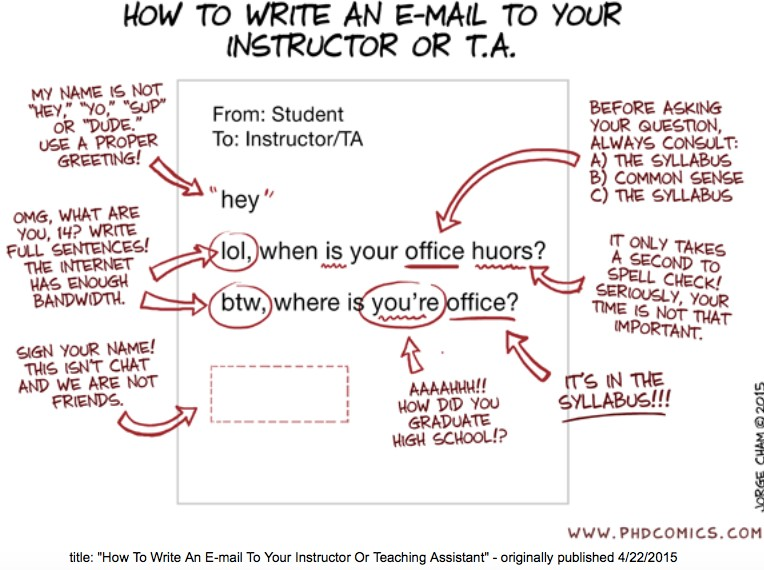 HOW TO WRITE AN E-MAIL TO YOUR
INSTRUCTOR OR T.A.
MY NAME IS NOT
"HEY," "YO," "SUP"
OR "DUDE."
USE A PROPER
GREETING!
From: Student
To: Instructor/TA
BEFORE ASKING
YOUR QUESTION,
ALWAYS CONSULT:
A) THE SYLLABUS
B) COMMON SENSE
C) THE SYLLABUS
"hey"
OMG, WHAT ARE
YOU, 14? WRITE
FULL SENTENCES!
THE INTERNET
HAS ENOUGH
BANDWIDTH.
lol, when is your office huors?
btw, where is you're office?
IT ONLY TAKES
A SECOND TO
SPELL CHECK!
SERIOUSLY, YOUR
TIME IS NOT THAT
IMPORTANT.
SIGN YOUR NAME!
THIS ISN'T CHAT
AND WE ARE NOT
FRIENDS.
AAAAHHH!!
HOW DID YOU
GRADUATE
HIGH SCHOOL!?
IT'S IN THE
SYLLABUS!!!
JORGE CHAM © 2015
WWW.PHDCOMICS.COM
title: "How To Write An E-mail To Your Instructor Or Teaching Assistant" - originally published 4/22/2015